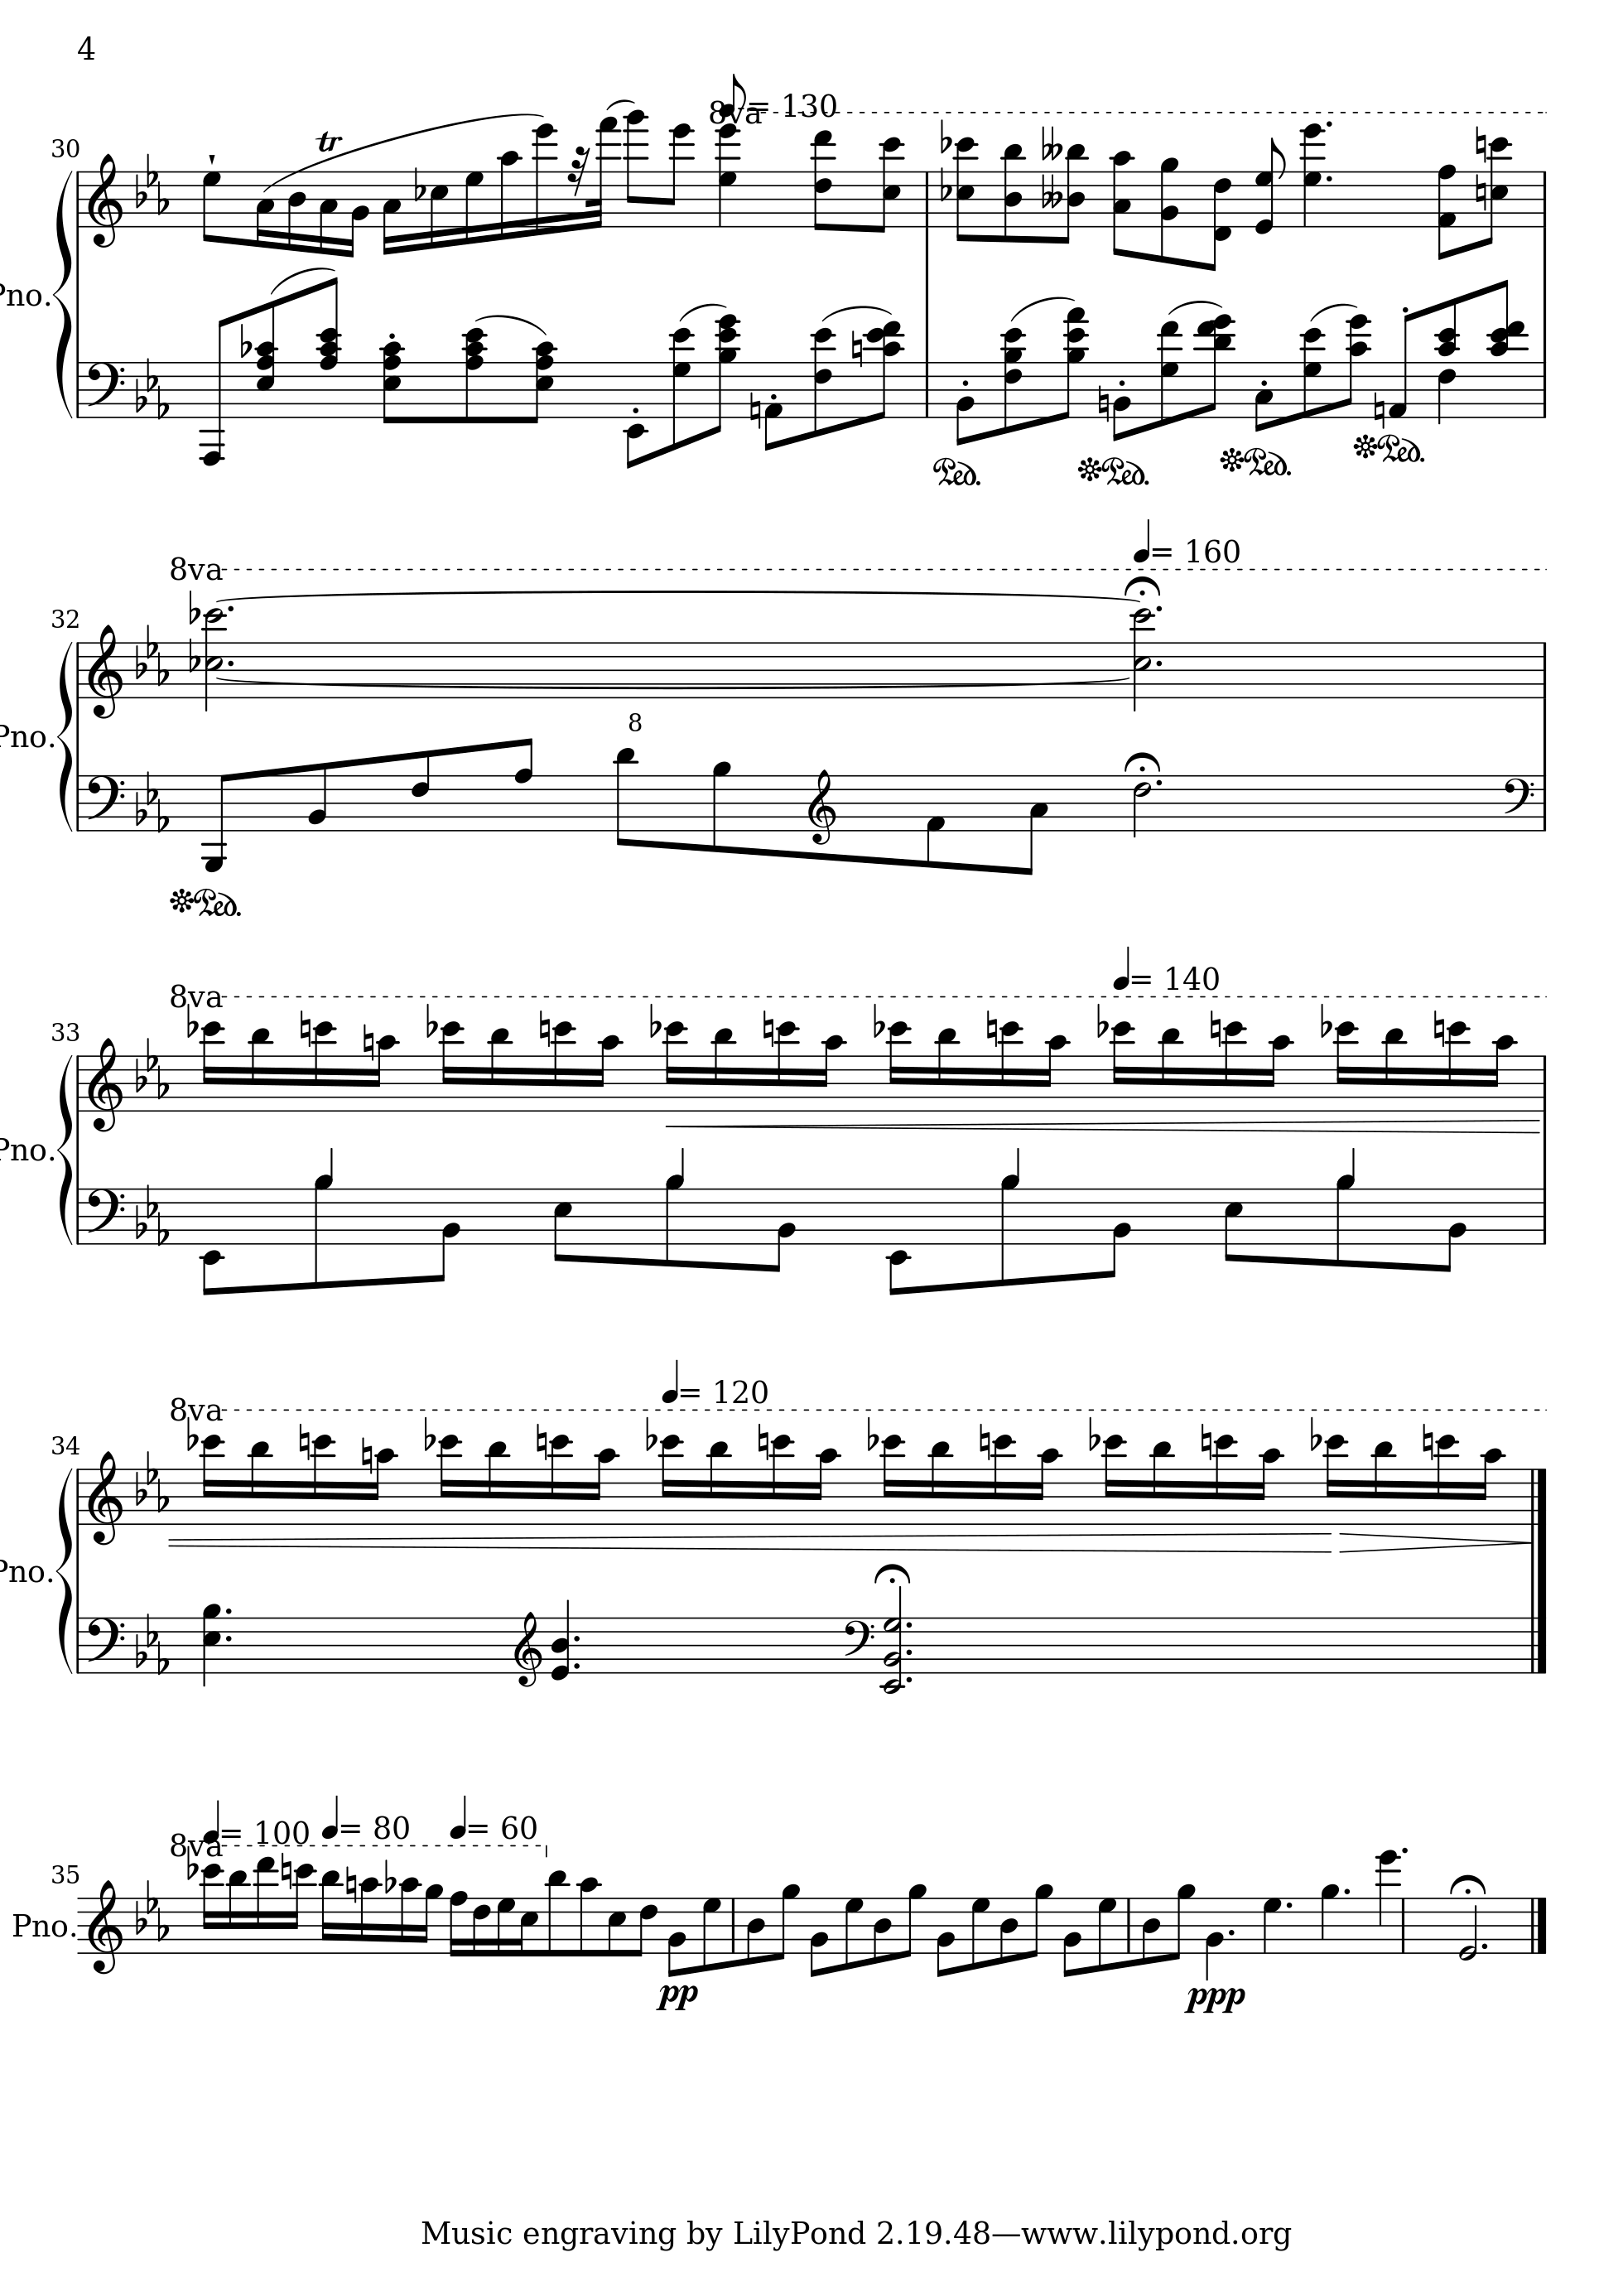 4
8va = 130
30
tr
Pno.
Ped. Ped. Ped. Ped.
= 160
8va
32
8
Pno.
Ped.
= 140
8va
33
Pno.
= 120
8va
34
Pno.
8va = 100 = 80 = 60
35
Pno.
pp ppp
Music engraving by LilyPond 2.19.48—www.lilypond.org